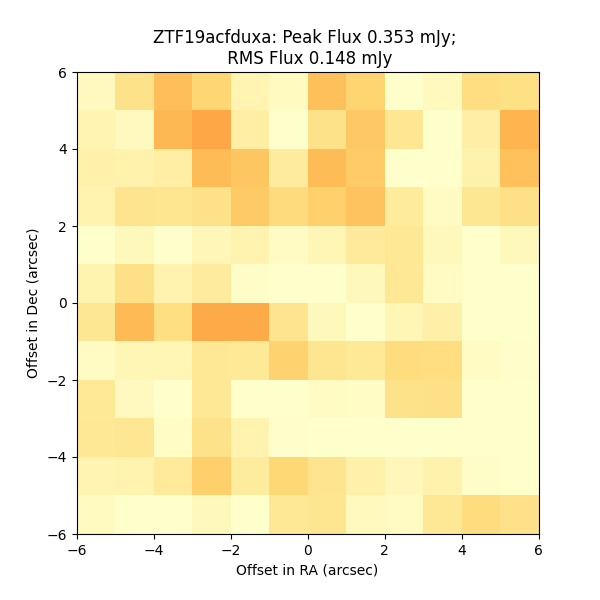 ZTF19acfduxa: Peak Flux 0.353 mJy;
RMS Flux 0.148 mJy
6
4
2
0
−2
−4
−6
Offset in Dec (arcsec)
−6 −4 −2 0 2 4 6
Offset in RA (arcsec)